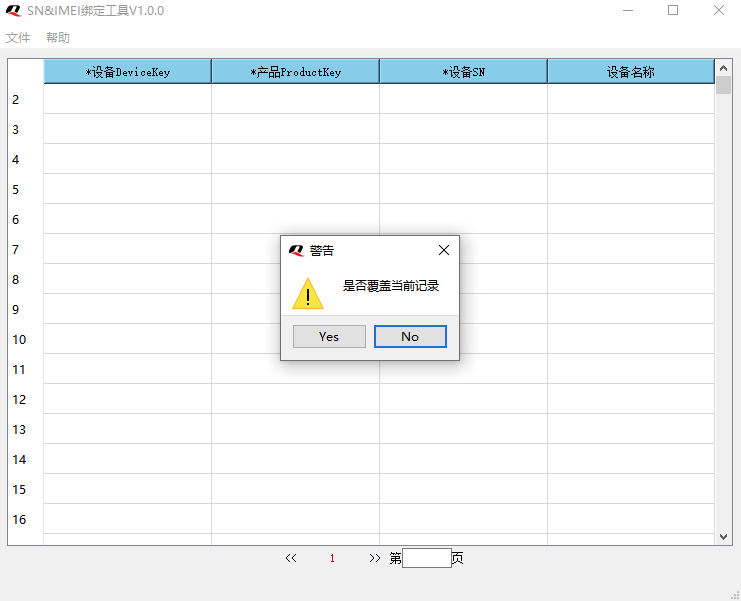 SN&IMEI绑定工具V1.0.0
文件 帮助
*设备DeviceKey *产品ProductKey *设备SN 设备名称
2
3
4
5
6
7
8
9
10
11
12
13
14
15
16
警告
是否覆盖当前记录
Yes No
<< 1 >> 第 页